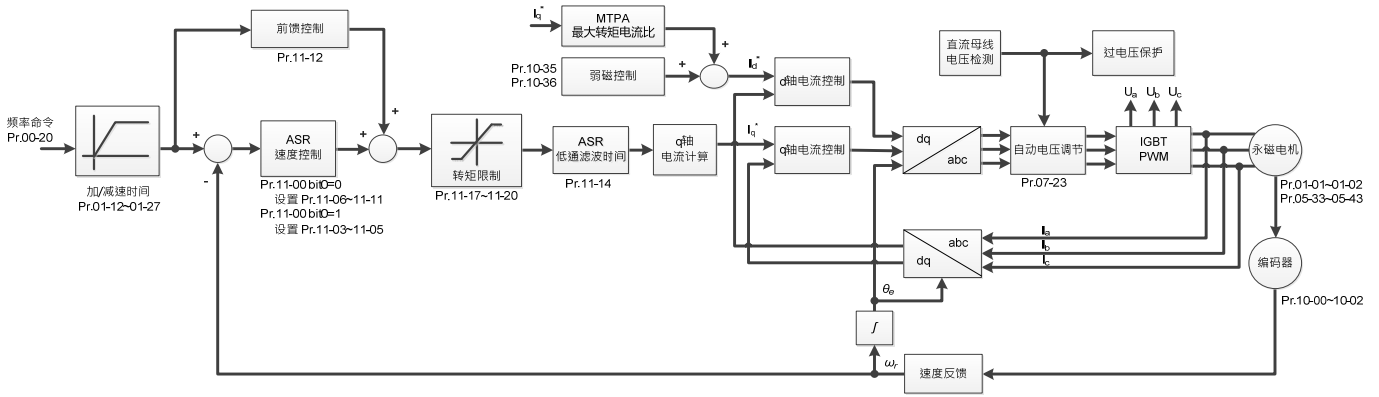 频率命令
Pr.00-20
加/减速时间
Pr.01-12~01-27
前馈控制
Pr.11-12
+
-
ASR
速度控制
Pr.11-00 bit0=0
设置 Pr.11-06~11-11
Pr.11-00 bit0=1
设置 Pr.11-03~11-05
+
+
转矩限制
Pr.11-17~11-20
ASR
低通滤波时间
Pr.11-14
q轴
电流计算
Iq*
MTPA
最大转矩电流比
Pr.10-35
Pr.10-36
弱磁控制
+
+
Id*
d轴电流控制
Iq*
q轴电流控制
dq
abc
直流母线
电压检测
过电压保护
自动电压调节
Pr.07-23
Ua
Ub
Uc
IGBT
PWM
永磁电机
Pr.01-01~01-02
Pr.05-33~05-43
编码器
Pr.10-00~10-02
Ia
Ib
Ic
abc
dq
θe
∫
ωr
速度反馈